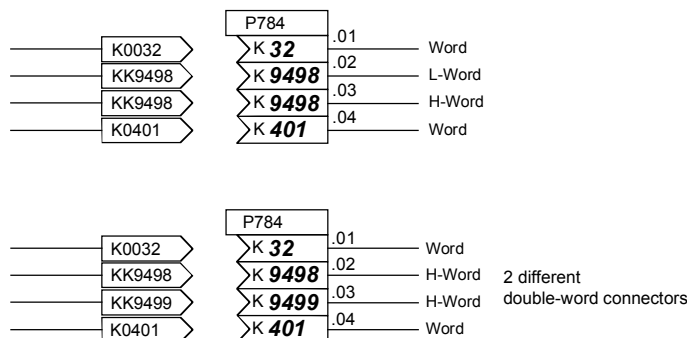 P784
K0032 K 32 .01 Word
KK9498 K 9498 .02 L-Word
KK9498 K 9498 .03 H-Word
K0401 K 401 .04 Word
P784
K0032 K 32 .01 Word
KK9498 K 9498 .02 H-Word 2 different
KK9499 K 9499 .03 H-Word double-word connectors
K0401 K 401 .04 Word